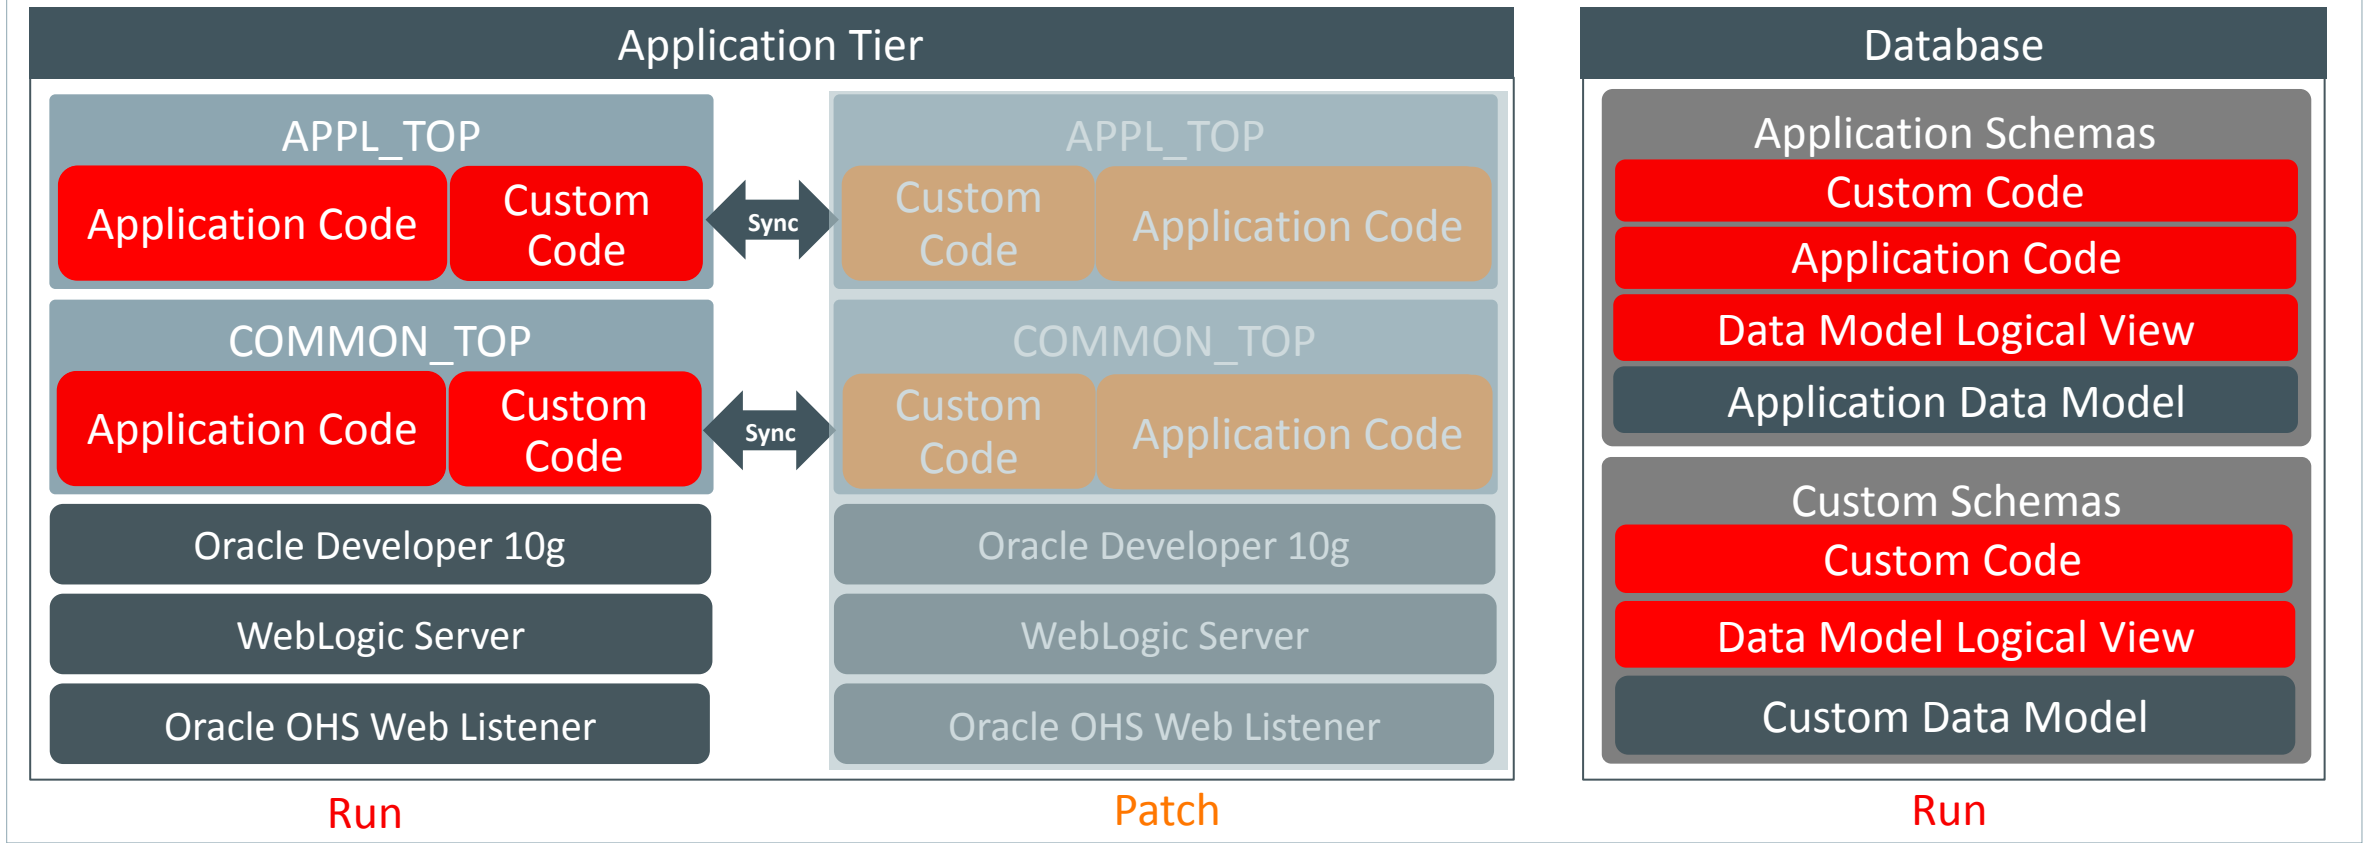 Application Tier
APPL_TOP
Application Code
Custom
Code
Sync
APPL_TOP
Custom
Code
Application Code
COMMON_TOP
Application Code
Custom
Code
Sync
COMMON_TOP
Custom
Code
Application Code
Oracle Developer 10g
Oracle Developer 10g
WebLogic Server
WebLogic Server
Oracle OHS Web Listener
Oracle OHS Web Listener
Run
Patch
Database
Application Schemas
Custom Code
Application Code
Data Model Logical View
Application Data Model
Custom Schemas
Custom Code
Data Model Logical View
Custom Data Model
Run